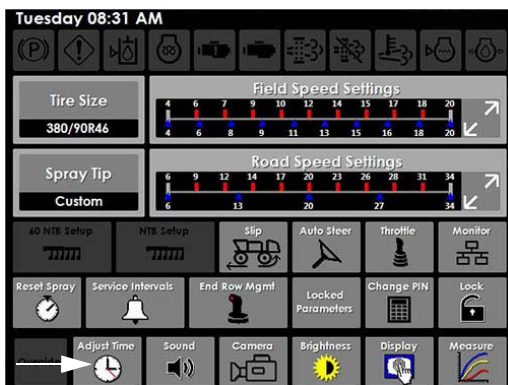 Tuesday 08:31 AM
Tire Size
380/90R46
Field Speed Settings
4 6 7 9 10 12 14 15 17 18 20
4 6 8 9 11 13 15 16 18 20
Spray Tip
Custom
Road Speed Settings
6 9 12 14 17 20 23 26 28 31 34
6 13 20 27 34
60 NTB Setup
NTB Setup
Slip
Auto Steer
Throttle
Monitor
Reset Spray
Service Intervals
End Row Mgmt
Locked
Parameters
Change PIN
Lock
Override
Adjust Time
Sound
Camera
Brightness
Display
Measure